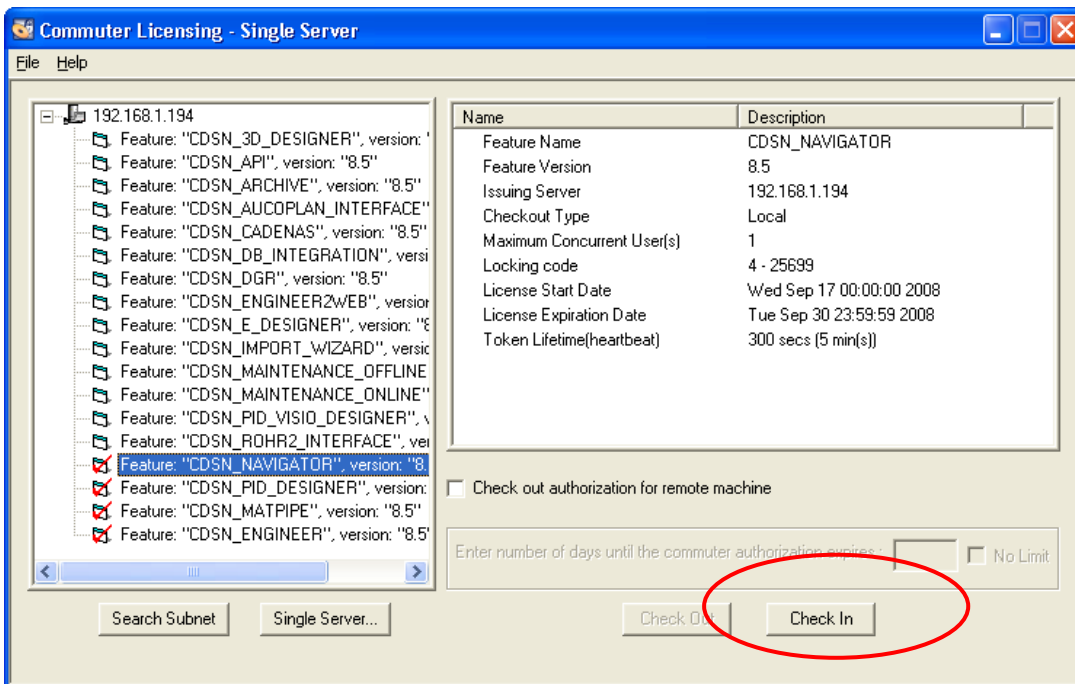 Commuter Licensing - Single Server
File Help
192.168.1.194
Feature: "CDSN_3D_DESIGNER", version: "
Feature: "CDSN_API", version: "8.5"
Feature: "CDSN_ARCHIVE", version: "8.5"
Feature: "CDSN_AUCOPLAN_INTERFACE"
Feature: "CDSN_CADENAS", version: "8.5"
Feature: "CDSN_DB_INTEGRATION", versi
Feature: "CDSN_DGR", version: "8.5"
Feature: "CDSN_ENGINEER2WEB", version
Feature: "CDSN_E_DESIGNER", version: "8
Feature: "CDSN_IMPORT_WIZARD", versic
Feature: "CDSN_MAINTENANCE_OFFLINE
Feature: "CDSN_MAINTENANCE_ONLINE"
Feature: "CDSN_PID_VISIO_DESIGNER", v
Feature: "CDSN_ROHR2_INTERFACE", ver
Feature: "CDSN_NAVIGATOR", version: "8.
Feature: "CDSN_PID_DESIGNER", version:
Feature: "CDSN_MATPIPE", version: "8.5"
Feature: "CDSN_ENGINEER", version: "8.5"
Search Subnet Single Server...
Name Description
Feature Name CDSN_NAVIGATOR
Feature Version 8.5
Issuing Server 192.168.1.194
Checkout Type Local
Maximum Concurrent User(s) 1
Locking code 4 - 25699
License Start Date Wed Sep 17 00:00:00 2008
License Expiration Date Tue Sep 30 23:59:59 2008
Token Lifetime(heartbeat) 300 secs (5 min(s))
Check out authorization for remote machine
Enter number of days until the commuter authorization expires : No Limit
Check Out Check In